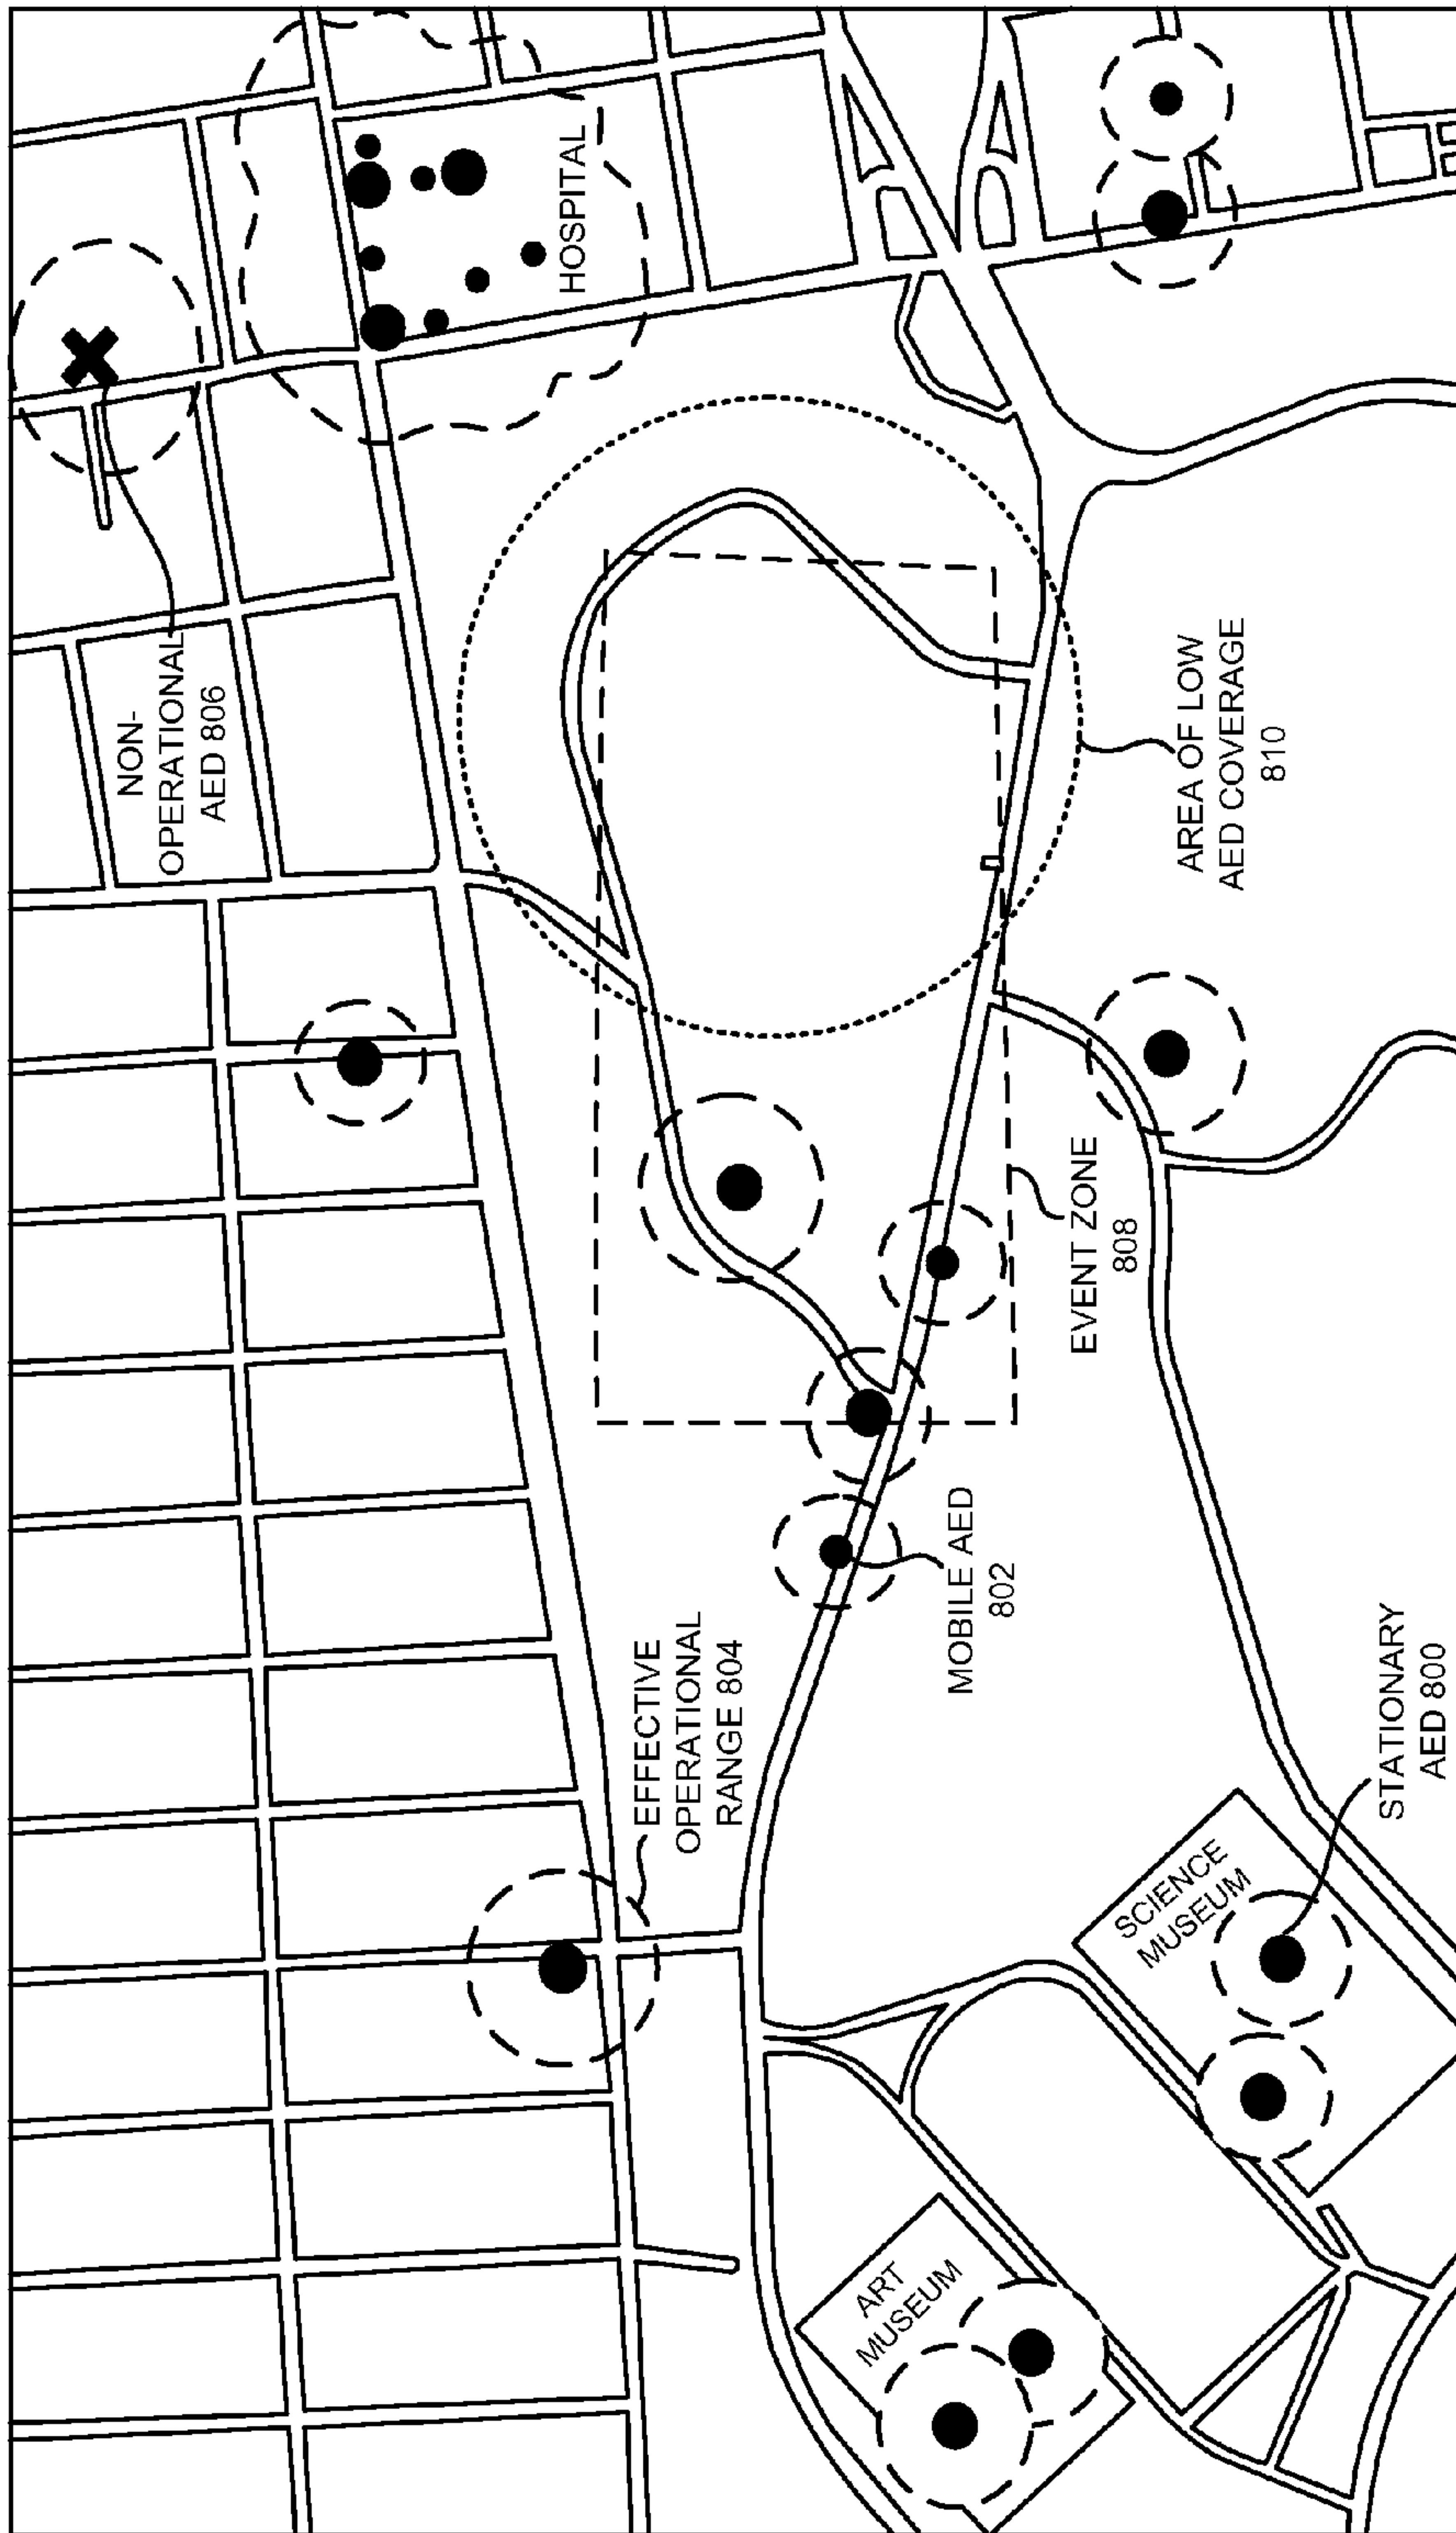 NON-
OPERATIONAL
AED 806
HOSPITAL
AREA OF LOW
AED COVERAGE
810
EVENT ZONE
808
MOBILE AED
802
EFFECTIVE
OPERATIONAL
RANGE 804
STATIONARY
AED 800
SCIENCE
MUSEUM
ART
MUSEUM